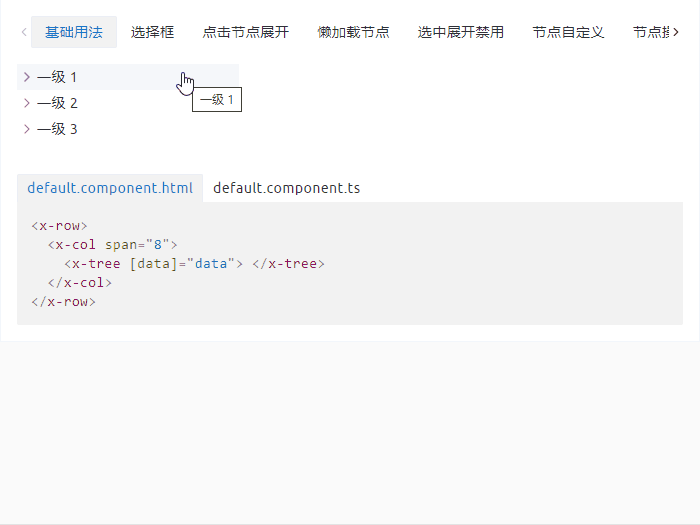 基础用法 选择框 点击节点展开 懒加载节点 选中展开禁用 节点自定义 节点
一级 1
一级 1
一级 2
一级 3
default.component.html default.component.ts
<x-row>
  <x-col span="8">
    <x-tree [data]="data"> </x-tree>
  </x-col>
</x-row>